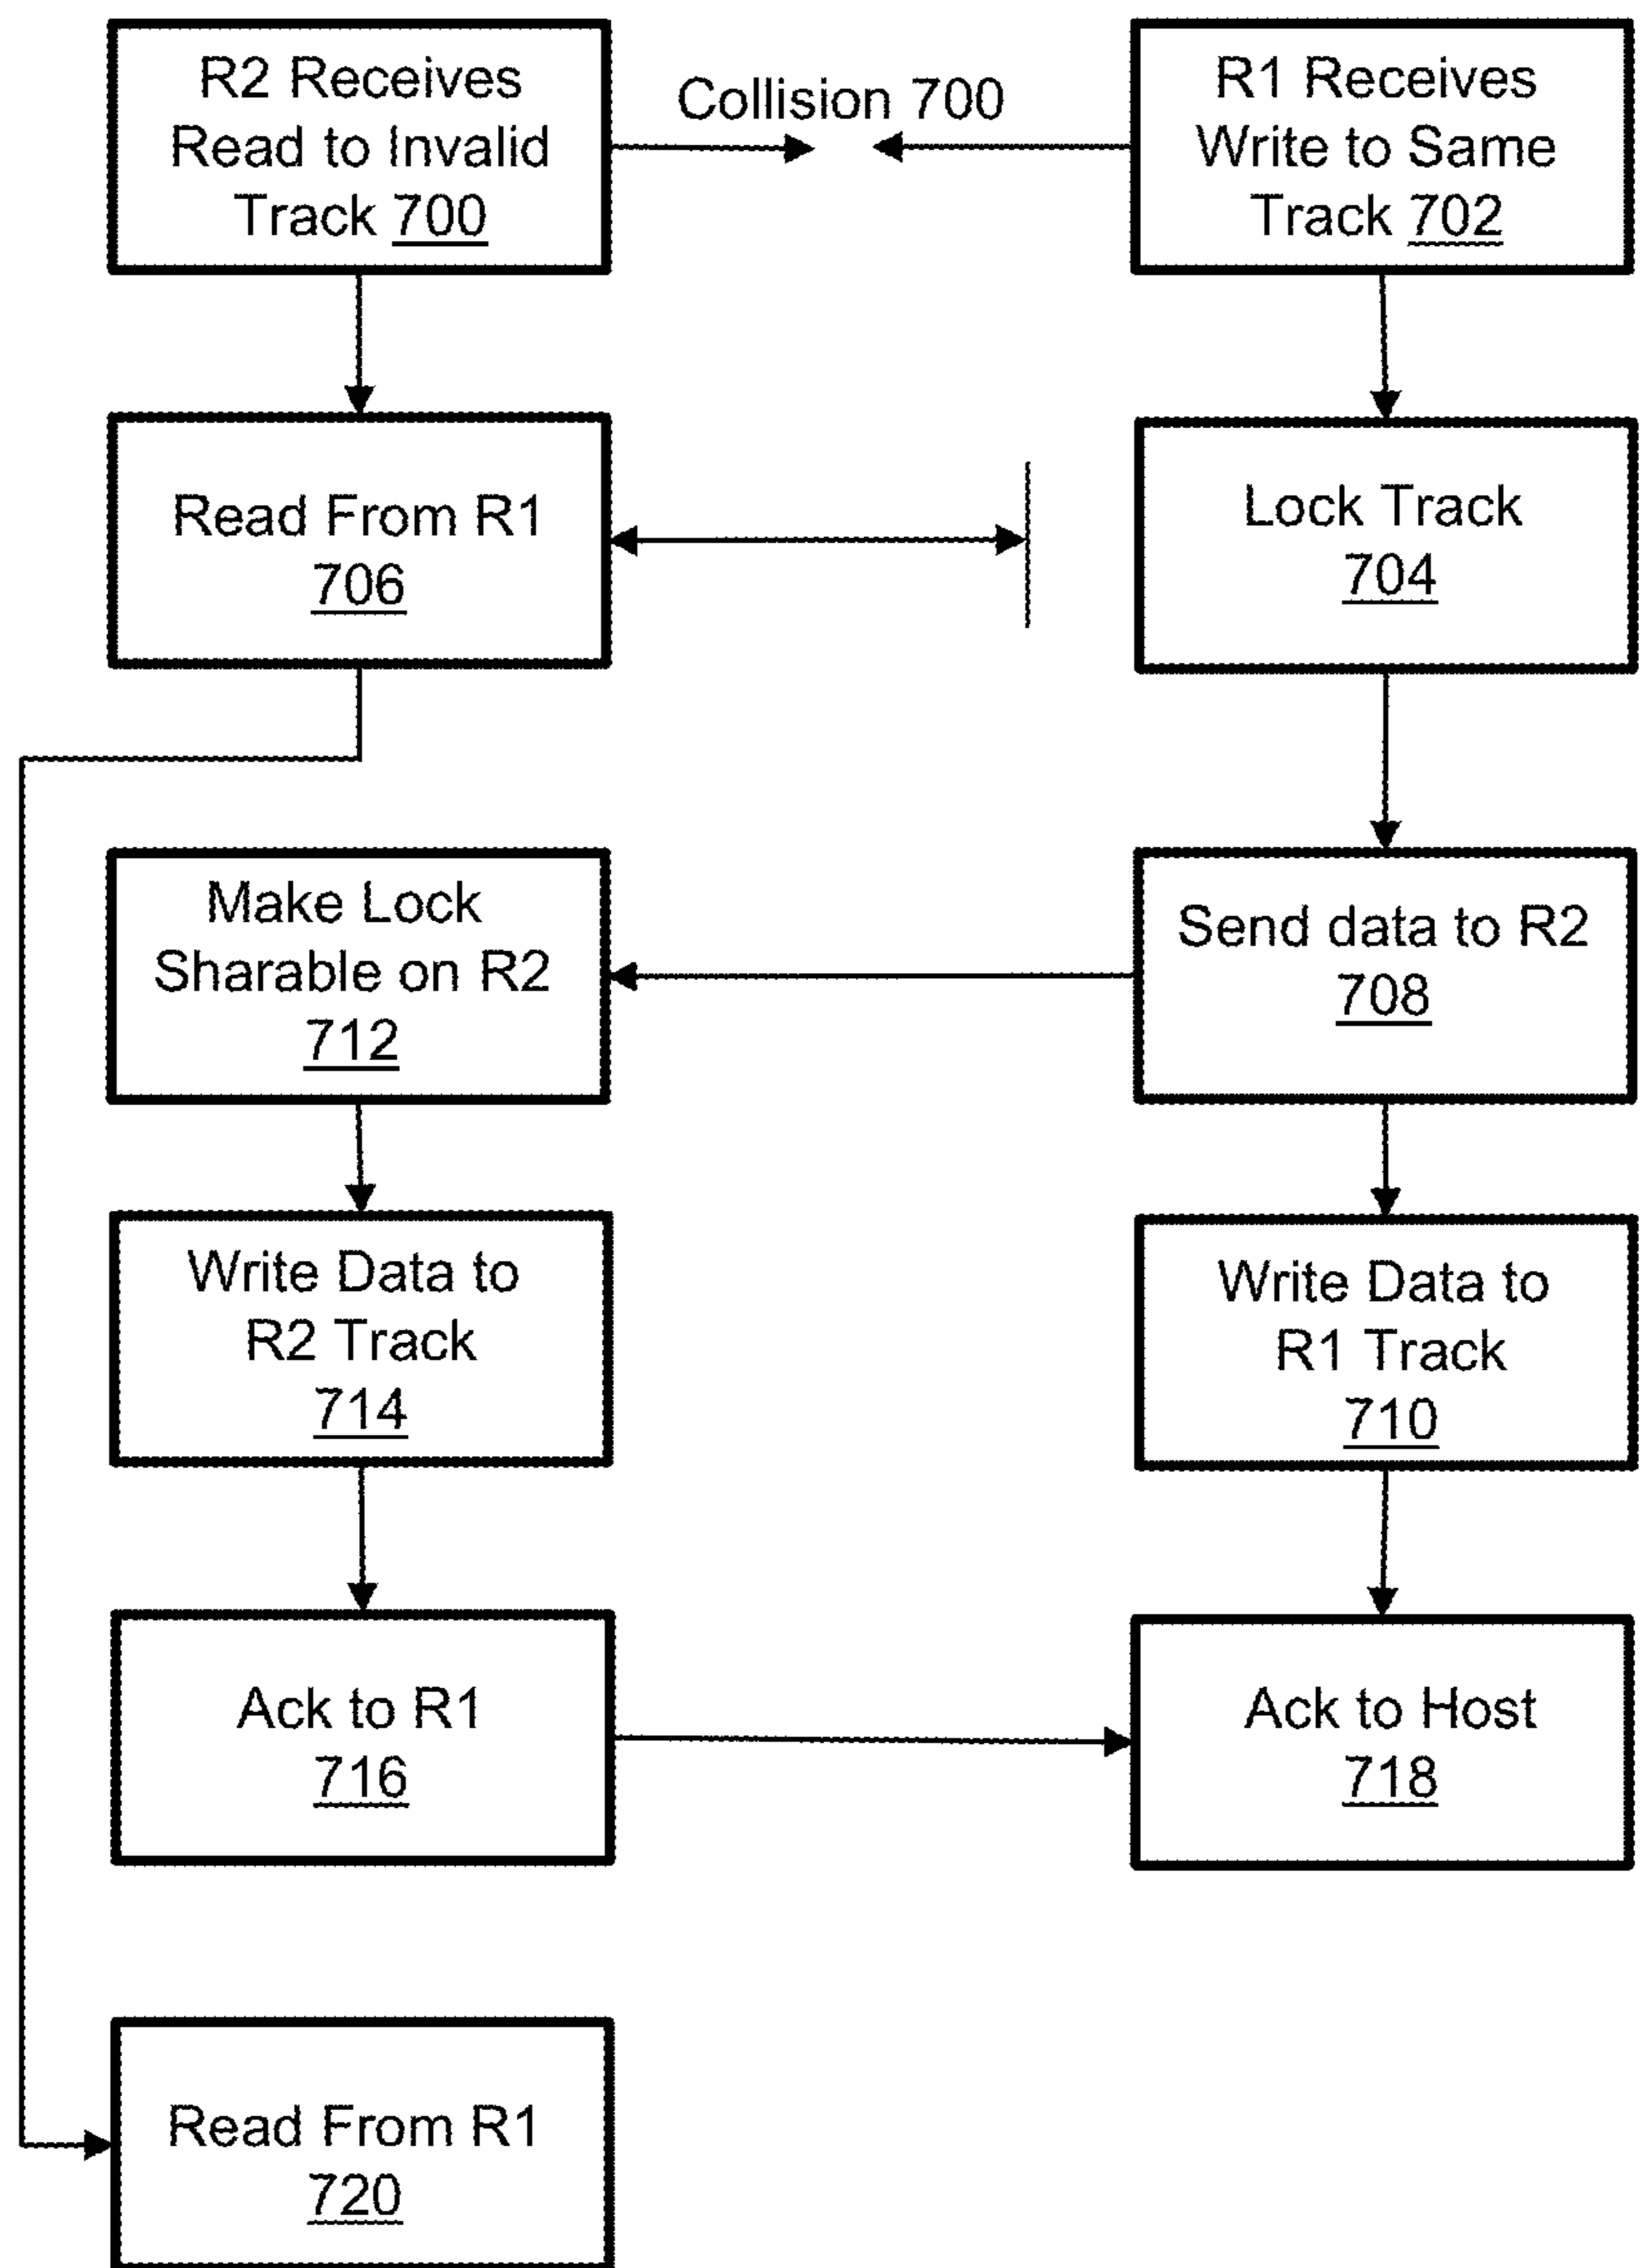 R2 Receives
Read to Invalid
Track 700
Collision 700
R1 Receives
Write to Same
Track 702
Read From R1
706
Lock Track
704
Make Lock
Sharable on R2
712
Send data to R2
708
Write Data to
R2 Track
714
Write Data to
R1 Track
710
Ack to R1
716
Ack to Host
718
Read From R1
720